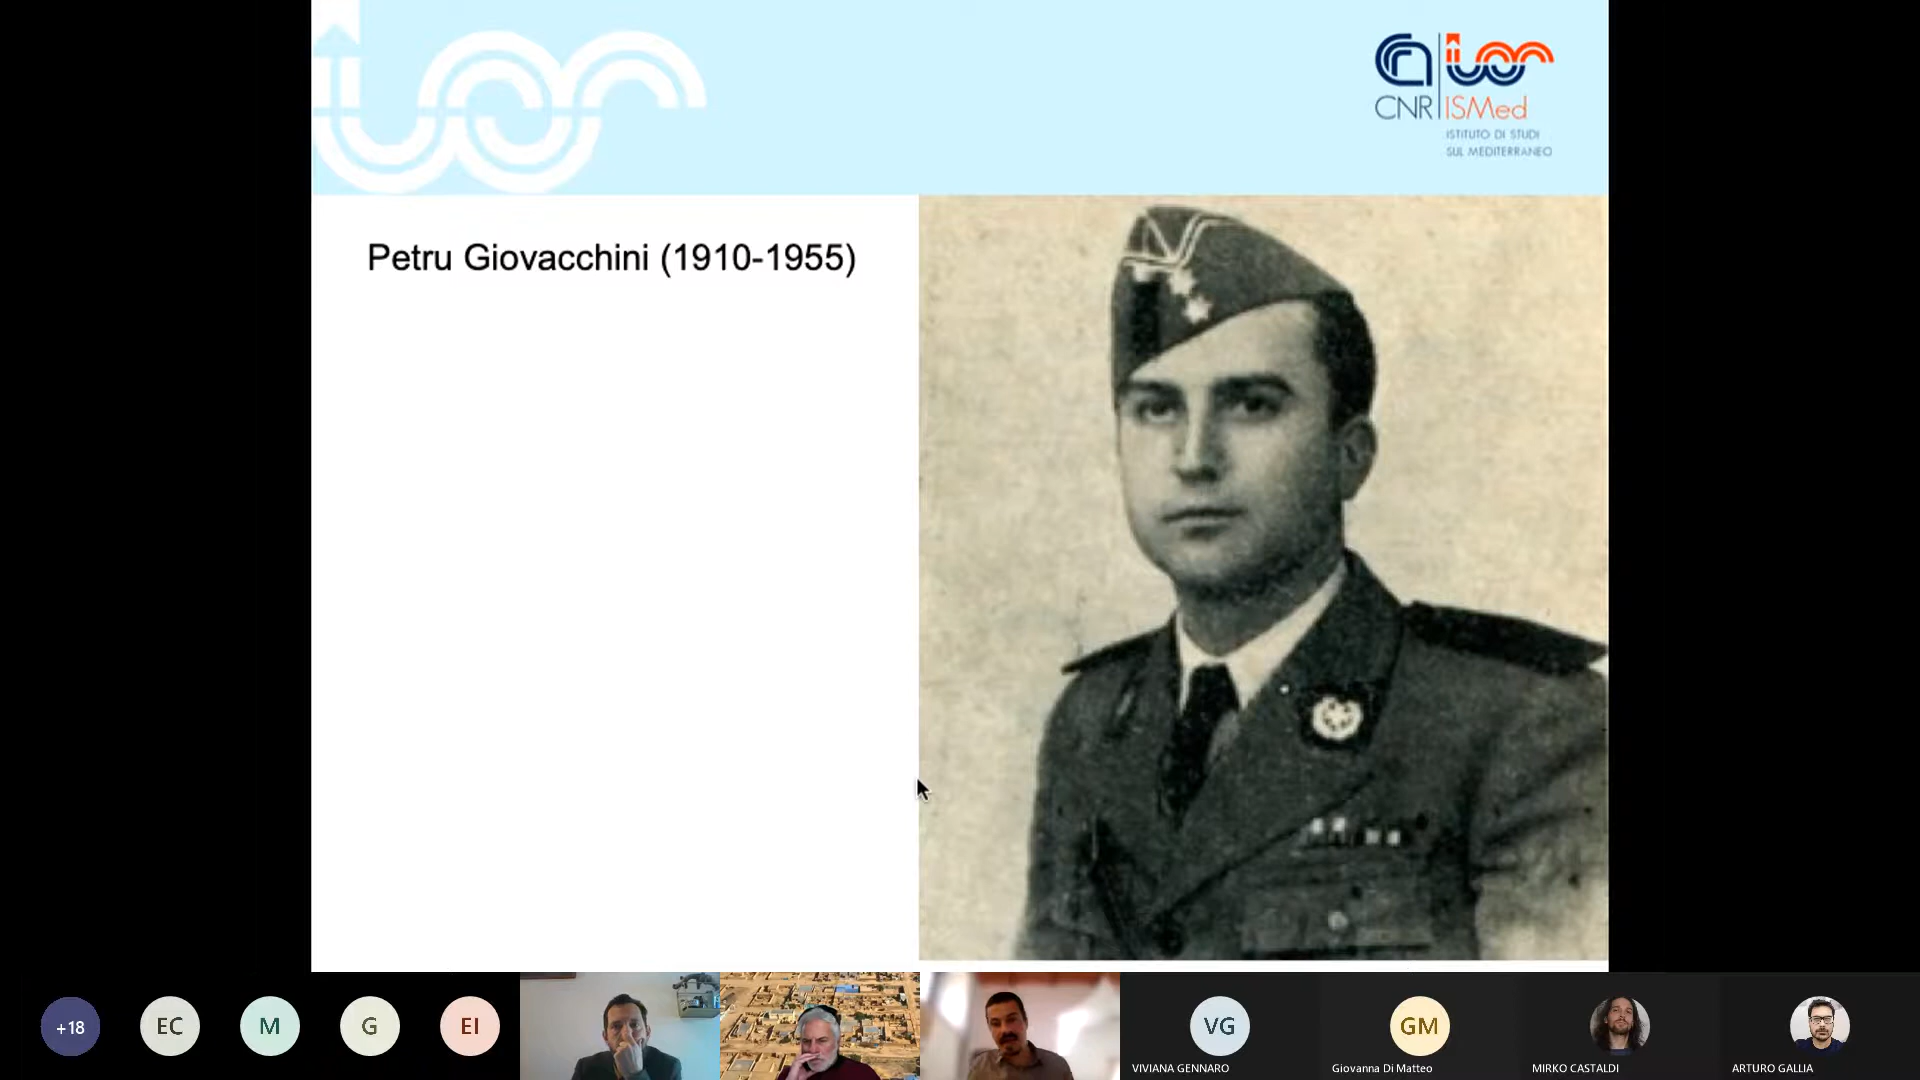 CNR ISMed
ISTITUTO DI STUDI
SUL MEDITERRANEO
Petru Giovacchini (1910-1955)
+18
EC
M
G
EI
VG
GM
VIVIANA GENNARO
Giovanna Di Matteo
MIRKO CASTALDI
ARTURO GALLIA